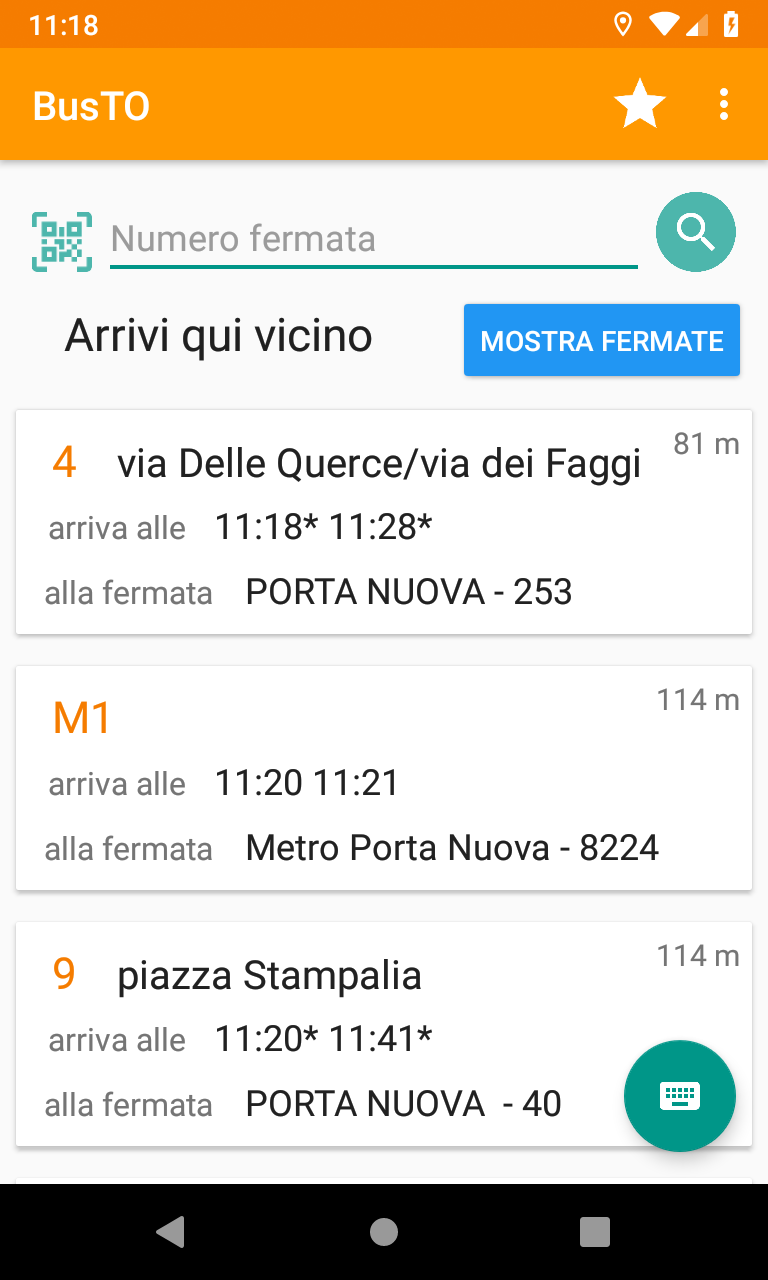 11:18
BusTO
Numero fermata
Arrivi qui vicino
MOSTRA FERMATE
4 via Delle Querce/via dei Faggi 81 m
arriva alle 11:18* 11:28*
alla fermata PORTA NUOVA - 253
M1 114 m
arriva alle 11:20 11:21
alla fermata Metro Porta Nuova - 8224
9 piazza Stampalia 114 m
arriva alle 11:20* 11:41*
alla fermata PORTA NUOVA - 40